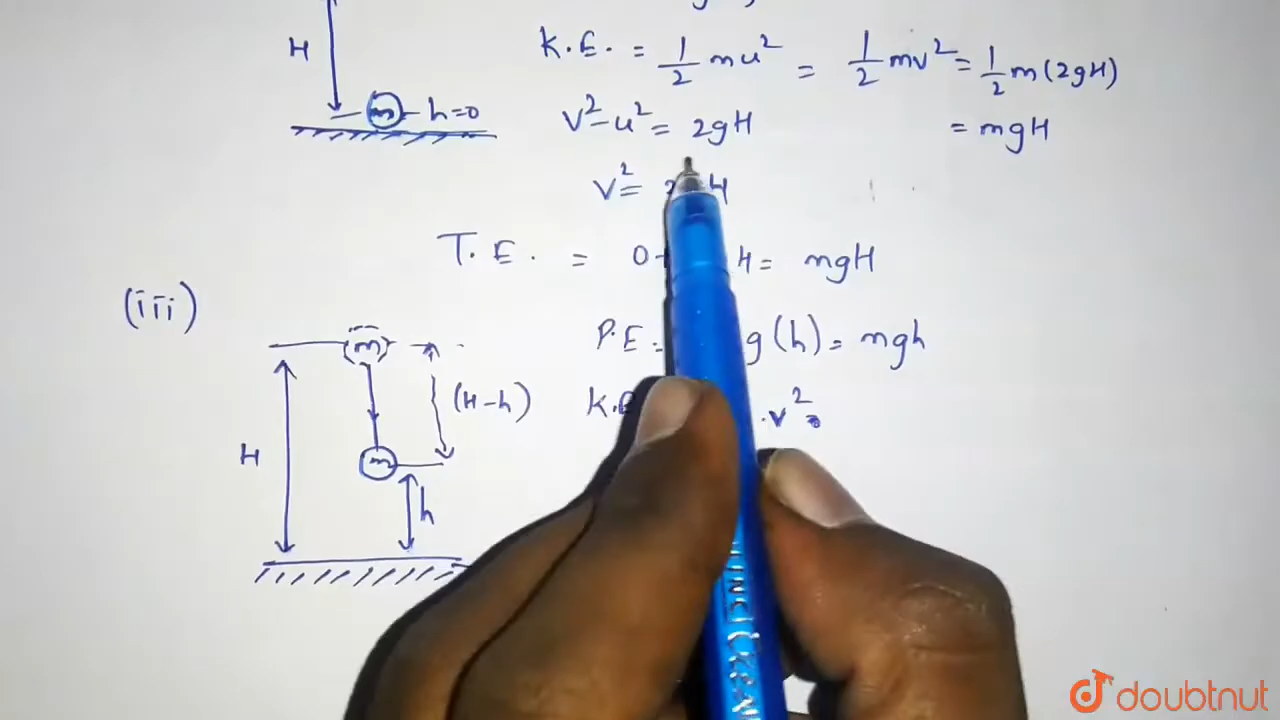 H
K.E. = 1/2 mu² = 1/2 mv² = 1/2 m(2gH)
m h=0
v²-u² = 2gH
= mgH
v² =
T.E. = 0 = mgH
(iii)
m
P.E = g(h) = mgh
(H-h)
K.E v² =
H
m
h
doubtnut